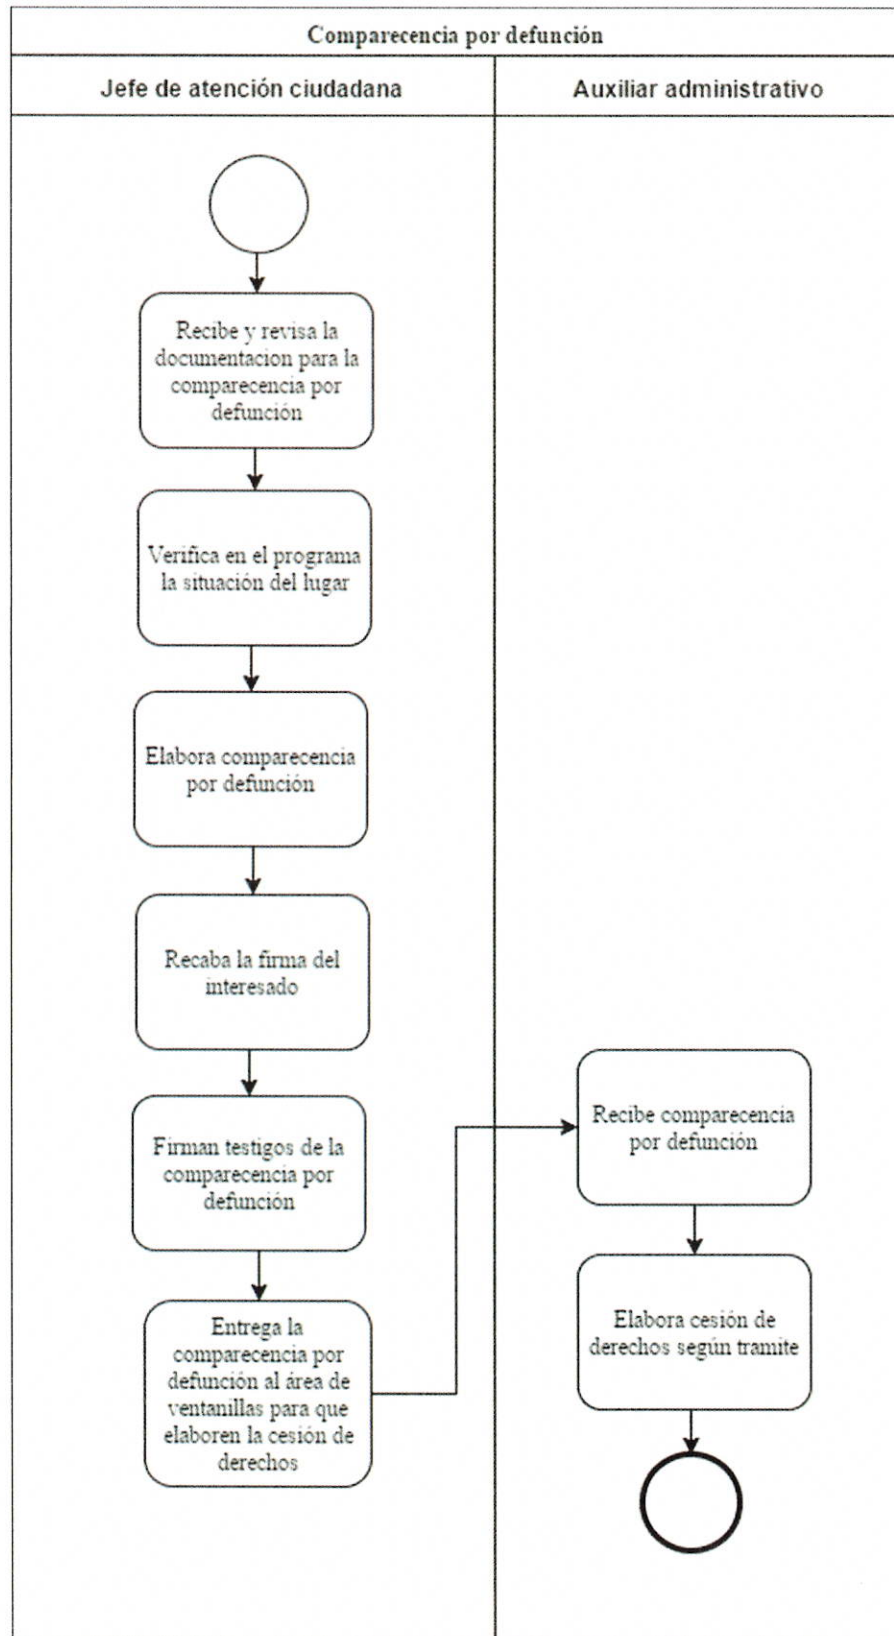 Comparecencia por defunción
Jefe de atención ciudadana
Auxiliar administrativo
Recibe y revisa la
documentacion para la
comparecencia por
defunción
Verifica en el programa
la situación del lugar
Elabora comparecencia
por defunción
Recaba la firma del
interesado
Firman testigos de la
comparecencia por
defunción
Entrega la
comparecencia por
defunción al área de
ventanillas para que
elaboren la cesión de
derechos
Recibe comparecencia
por defunción
Elabora cesión de
derechos según tramite